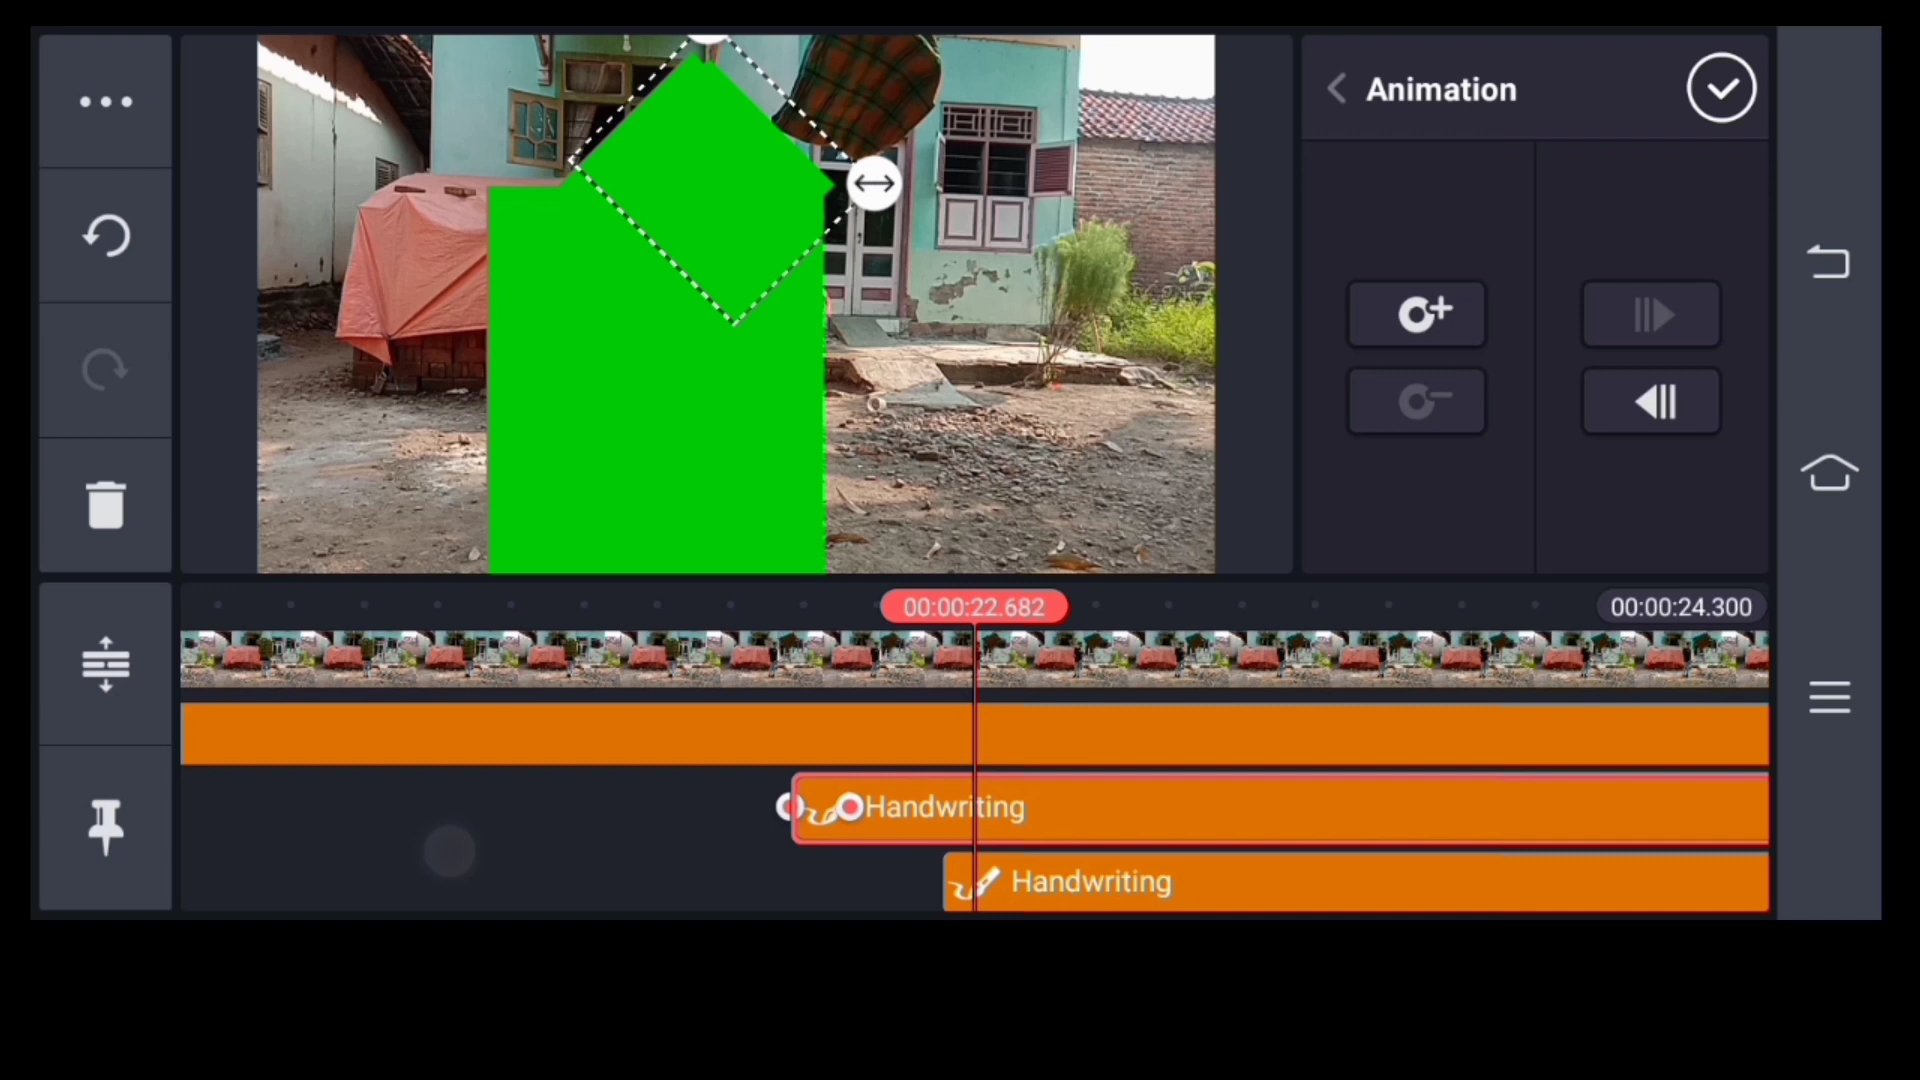 Animation
00:00:22.682
00:00:24.300
Handwriting
Handwriting